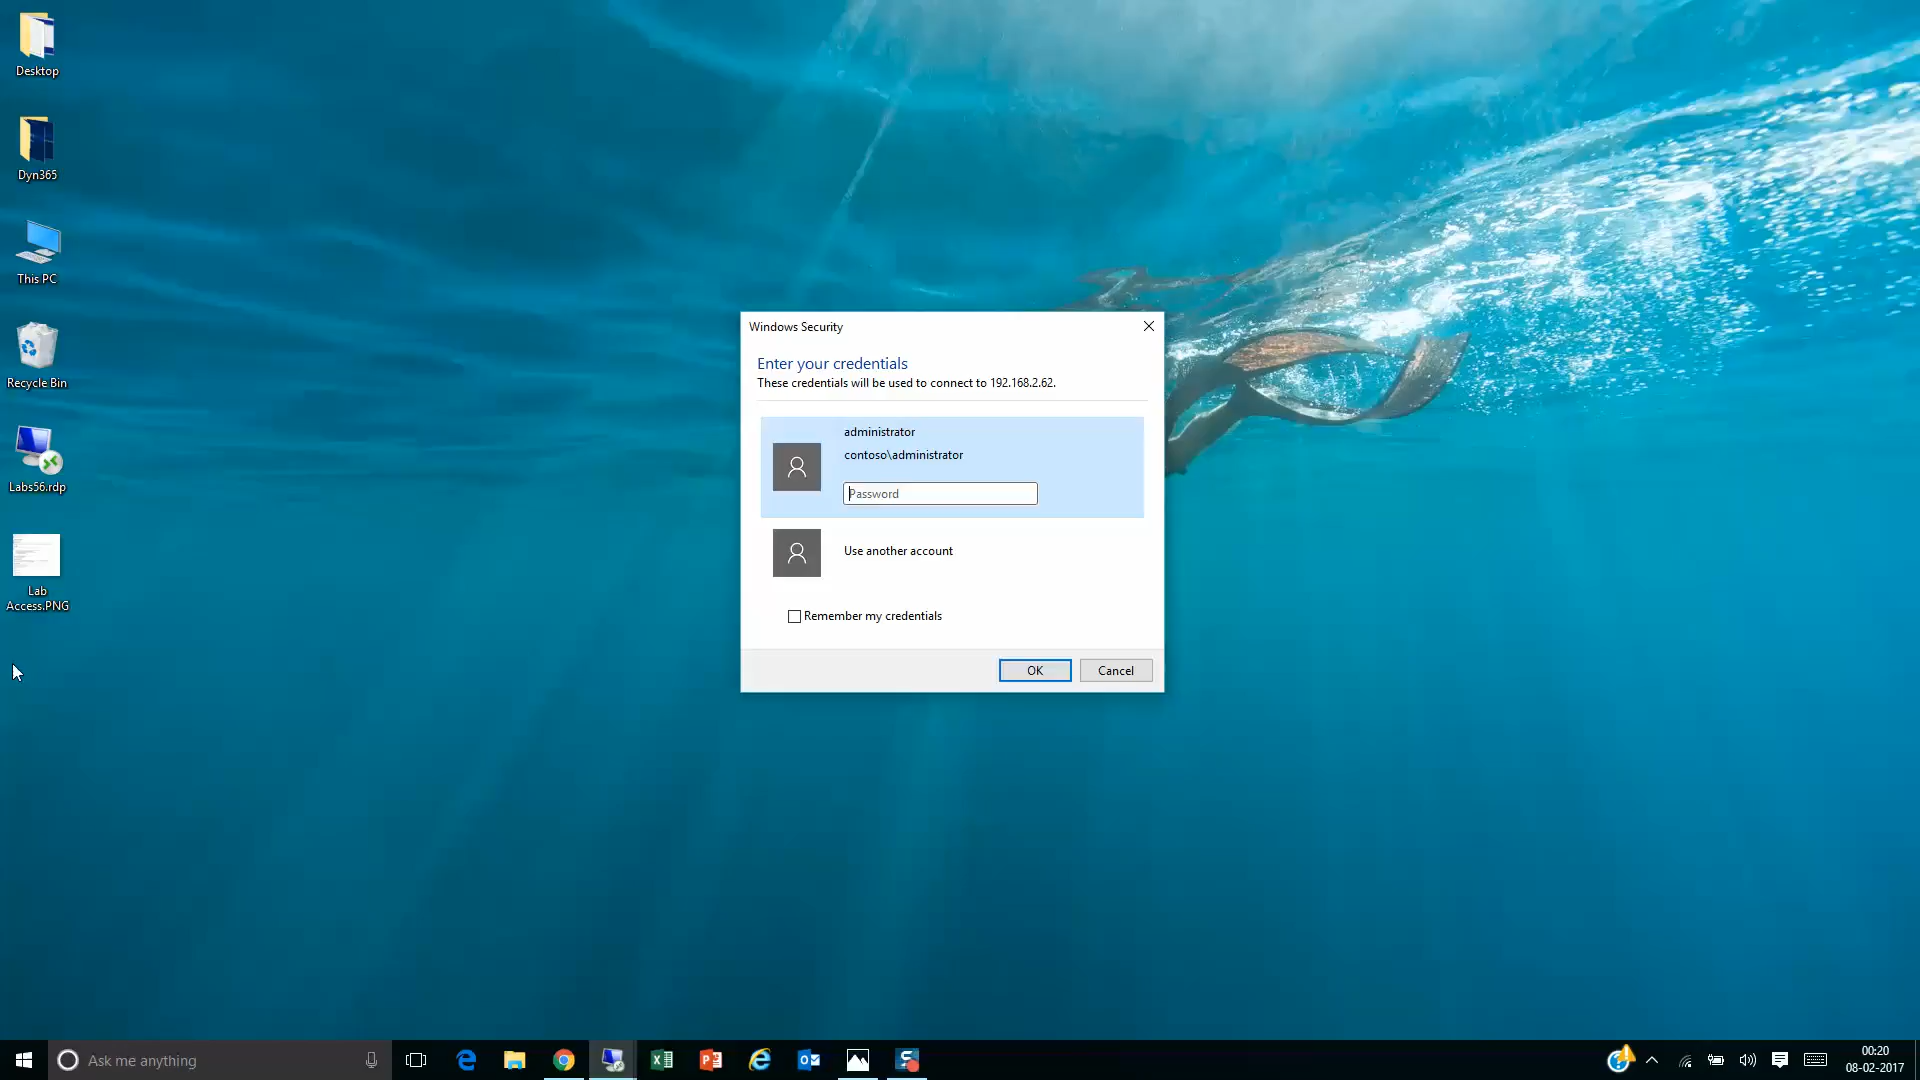 Desktop
Dyn365
This PC
Recycle Bin
Labs56.rdp
Lab
Access.PNG
Windows Security
Enter your credentials
These credentials will be used to connect to 192.168.2.62.
administrator
contoso\administrator
Password
Use another account
Remember my credentials
OK
Cancel
Ask me anything
00:20
08-02-2017